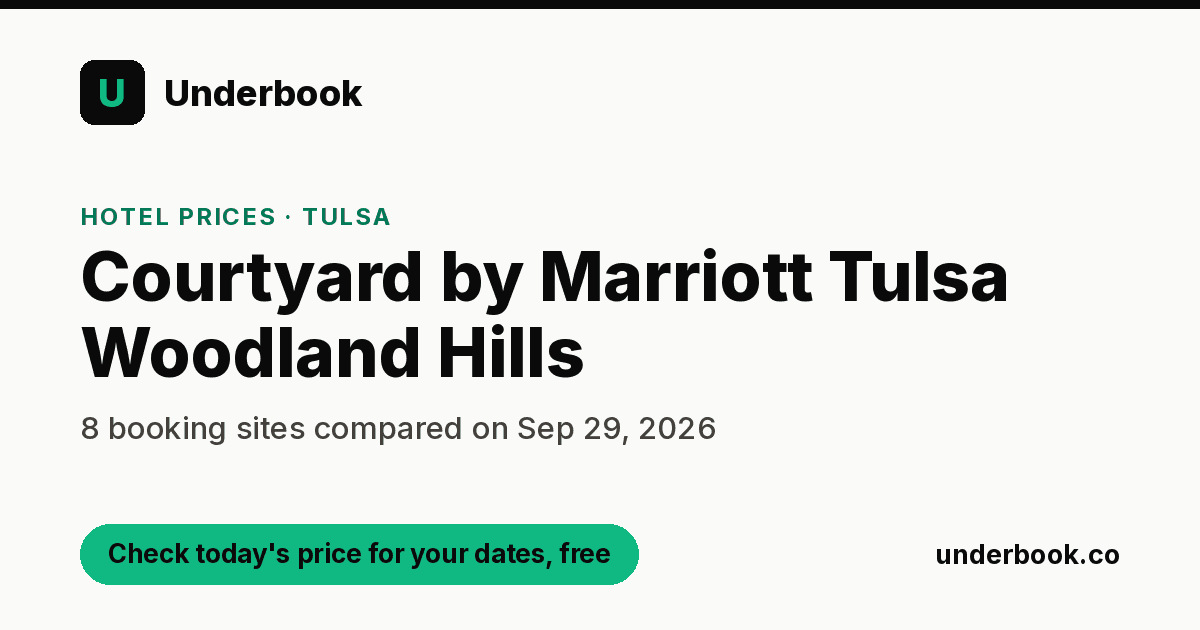 U Underbook
HOTEL PRICES · TULSA
Courtyard by Marriott Tulsa
Woodland Hills
8 booking sites compared on Sep 29, 2026
Check today's price for your dates, free
underbook.co